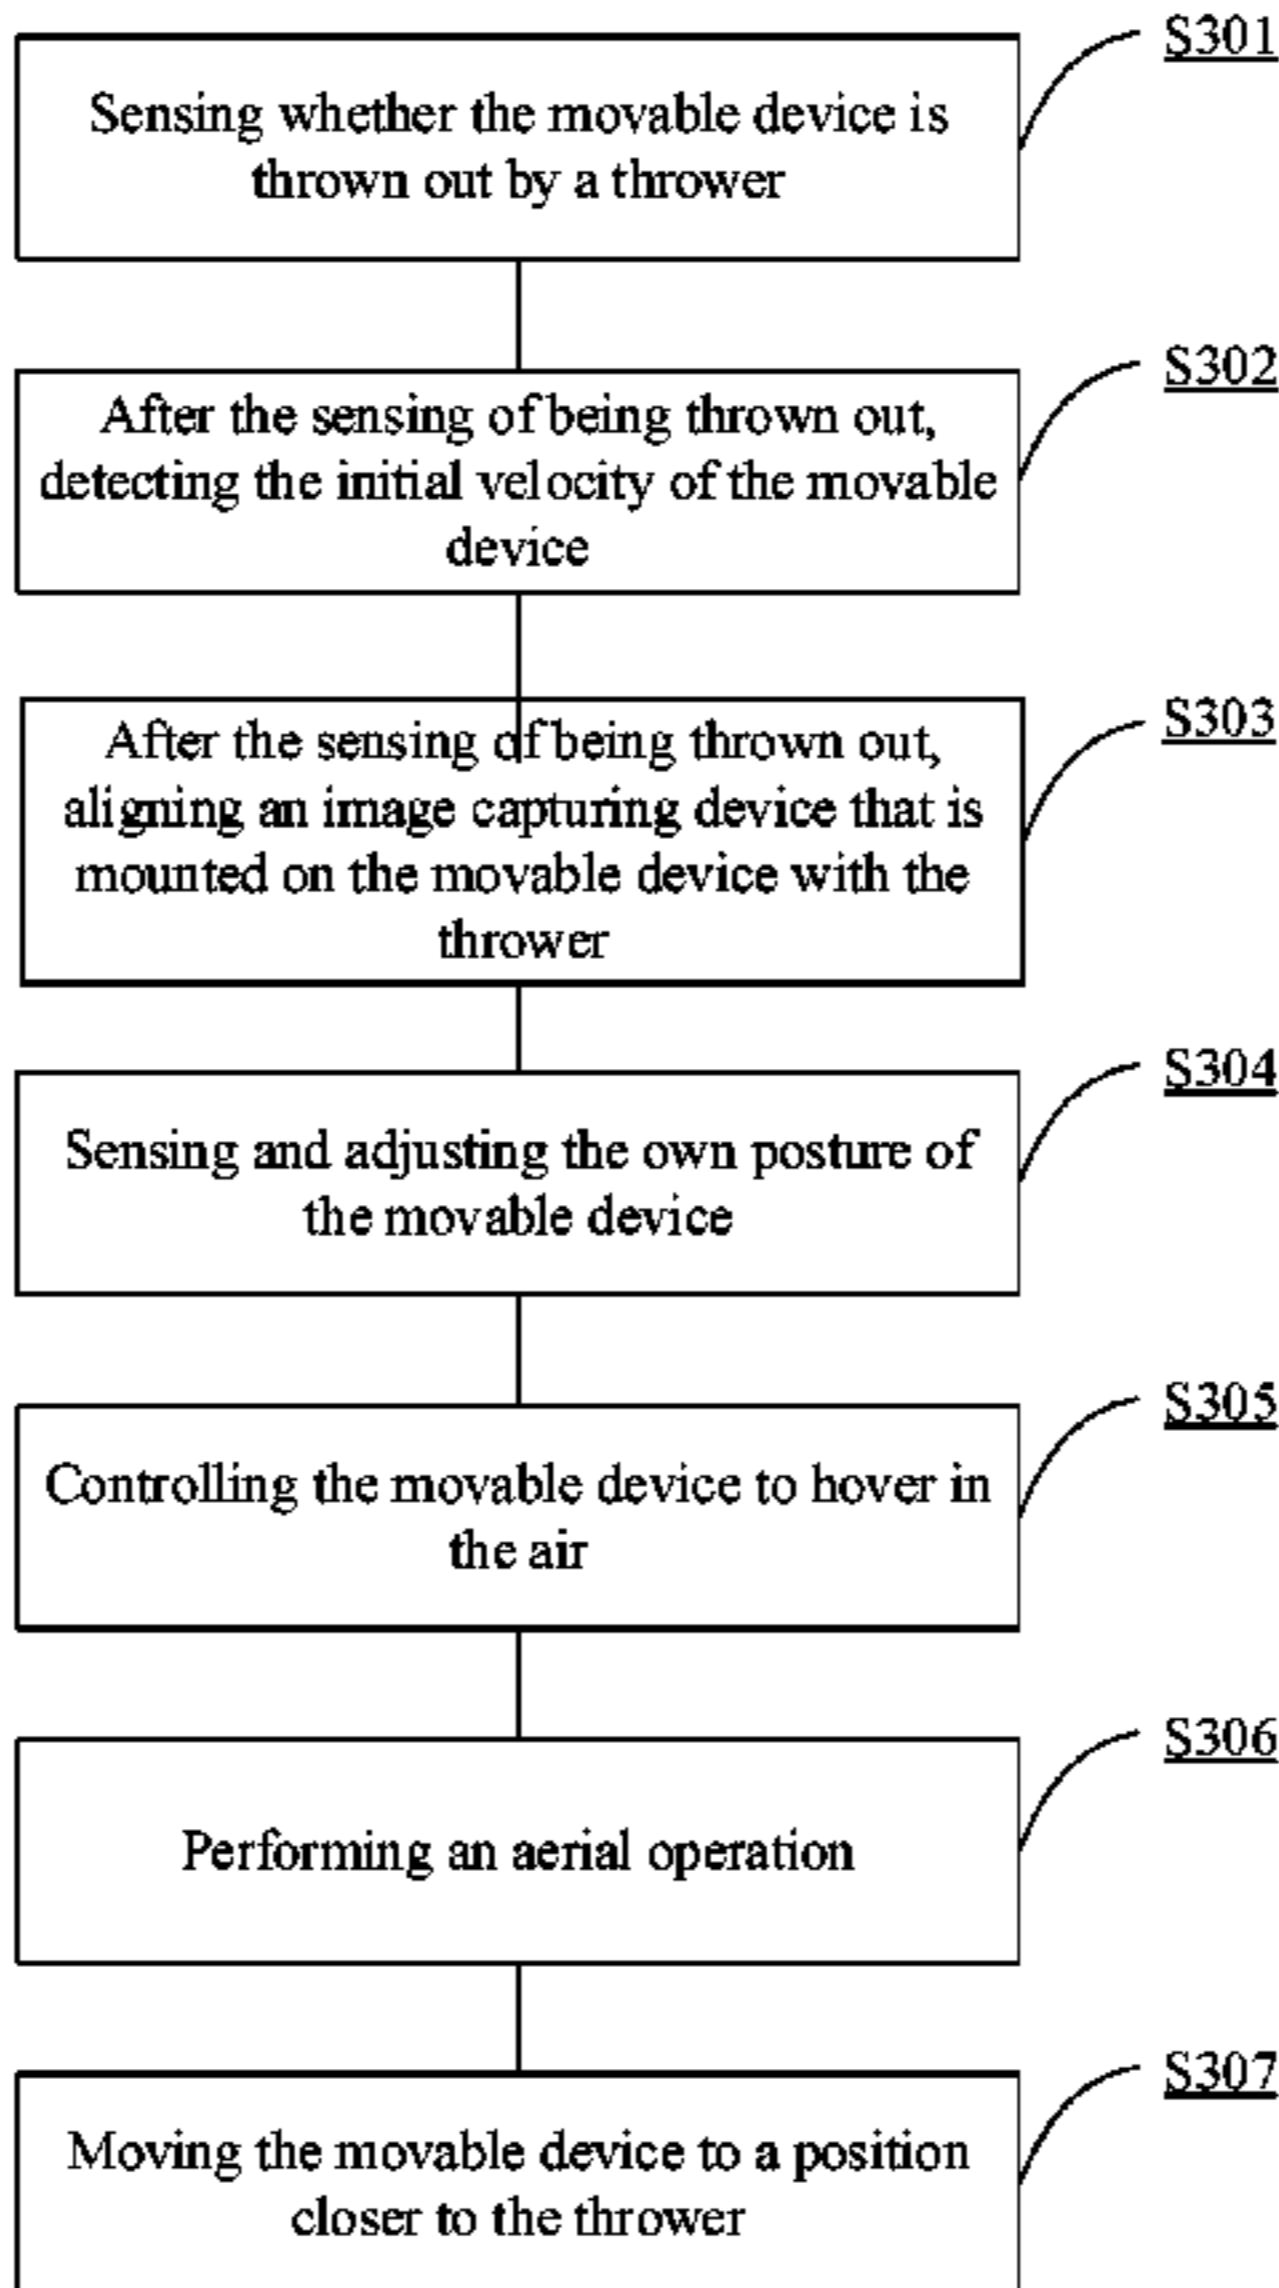 S301
Sensing whether the movable device is
thrown out by a thrower
S302
After the sensing of being thrown out,
detecting the initial velocity of the movable
device
S303
After the sensing of being thrown out,
aligning an image capturing device that is
mounted on the movable device with the
thrower
S304
Sensing and adjusting the own posture of
the movable device
S305
Controlling the movable device to hover in
the air
S306
Performing an aerial operation
S307
Moving the movable device to a position
closer to the thrower